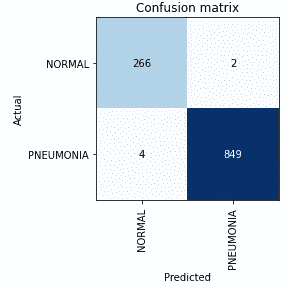 Confusion matrix
Actual
NORMAL
266
2
PNEUMONIA
4
849
NORMAL
PNEUMONIA
Predicted